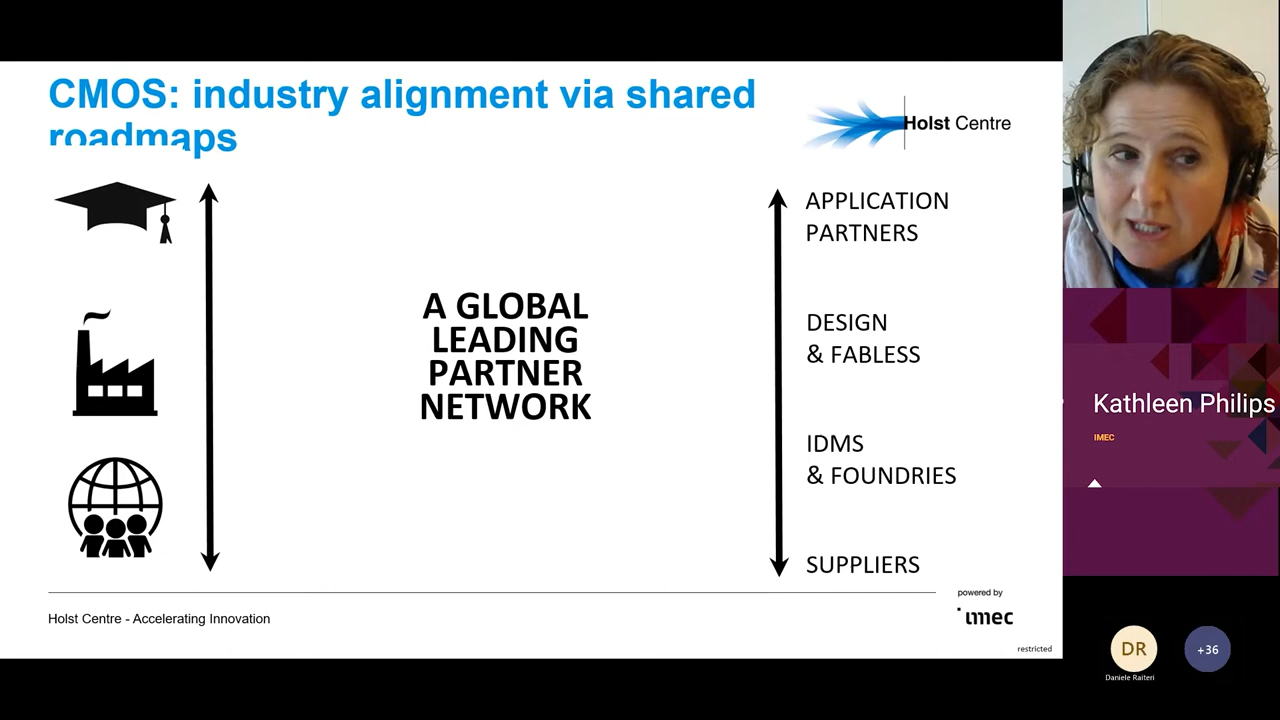 CMOS: industry alignment via shared
roadmaps
Holst Centre
APPLICATION
PARTNERS
A GLOBAL
LEADING
PARTNER
NETWORK
DESIGN
& FABLESS
IDMS
& FOUNDRIES
SUPPLIERS
Holst Centre - Accelerating Innovation
powered by
imec
restricted
Kathleen Philips
IMEC
DR
Daniele Raiteri
+36